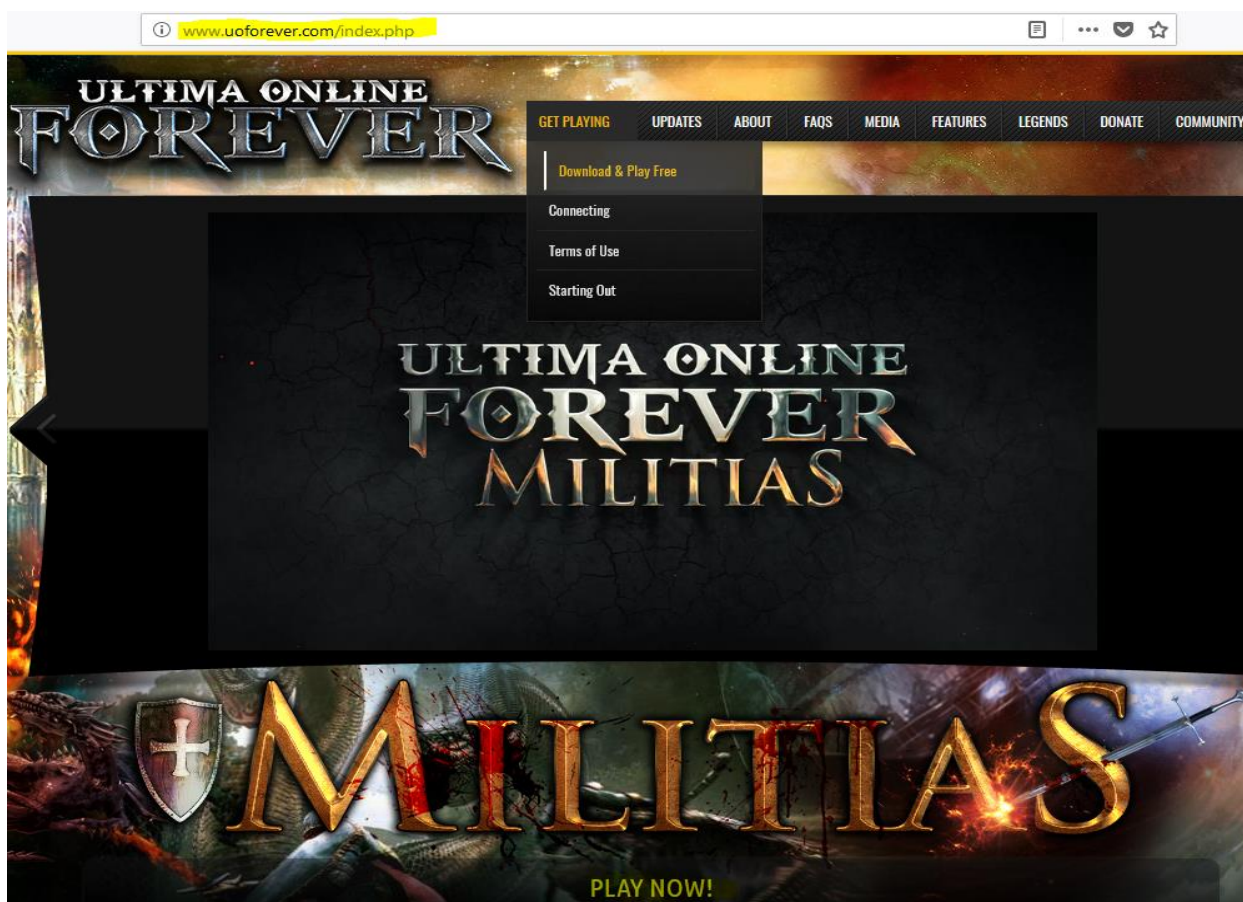 www.uoforever.com/index.php
ULTIMA ONLINE
FOREVER
GET PLAYING UPDATES ABOUT FAQS MEDIA FEATURES LEGENDS DONATE COMMUNITY
Download & Play Free
Connecting
Terms of Use
Starting Out
ULTIMA ONLINE
FOREVER
MILITIAS
MILITIAS
PLAY NOW!